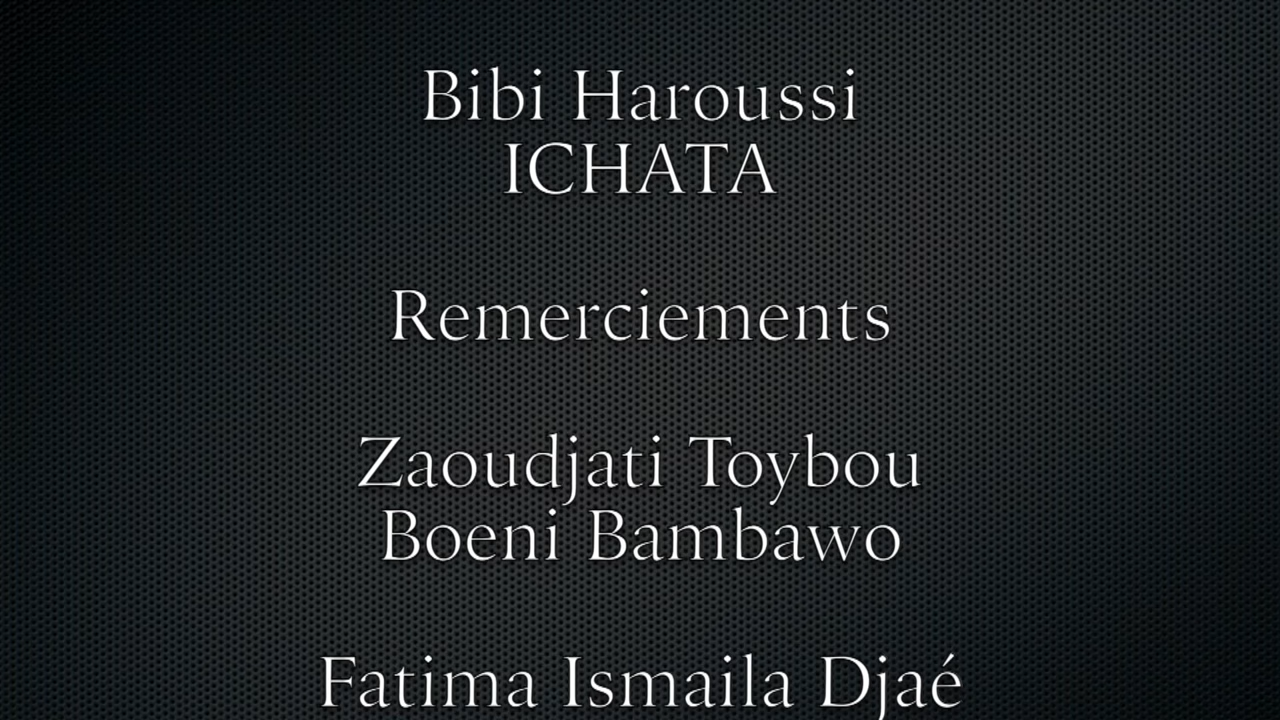 Bibi Haroussi
ICHATA
Remerciements
Zaoudjati Toybou
Boeni Bambawo
Fatima Ismaila Djaé